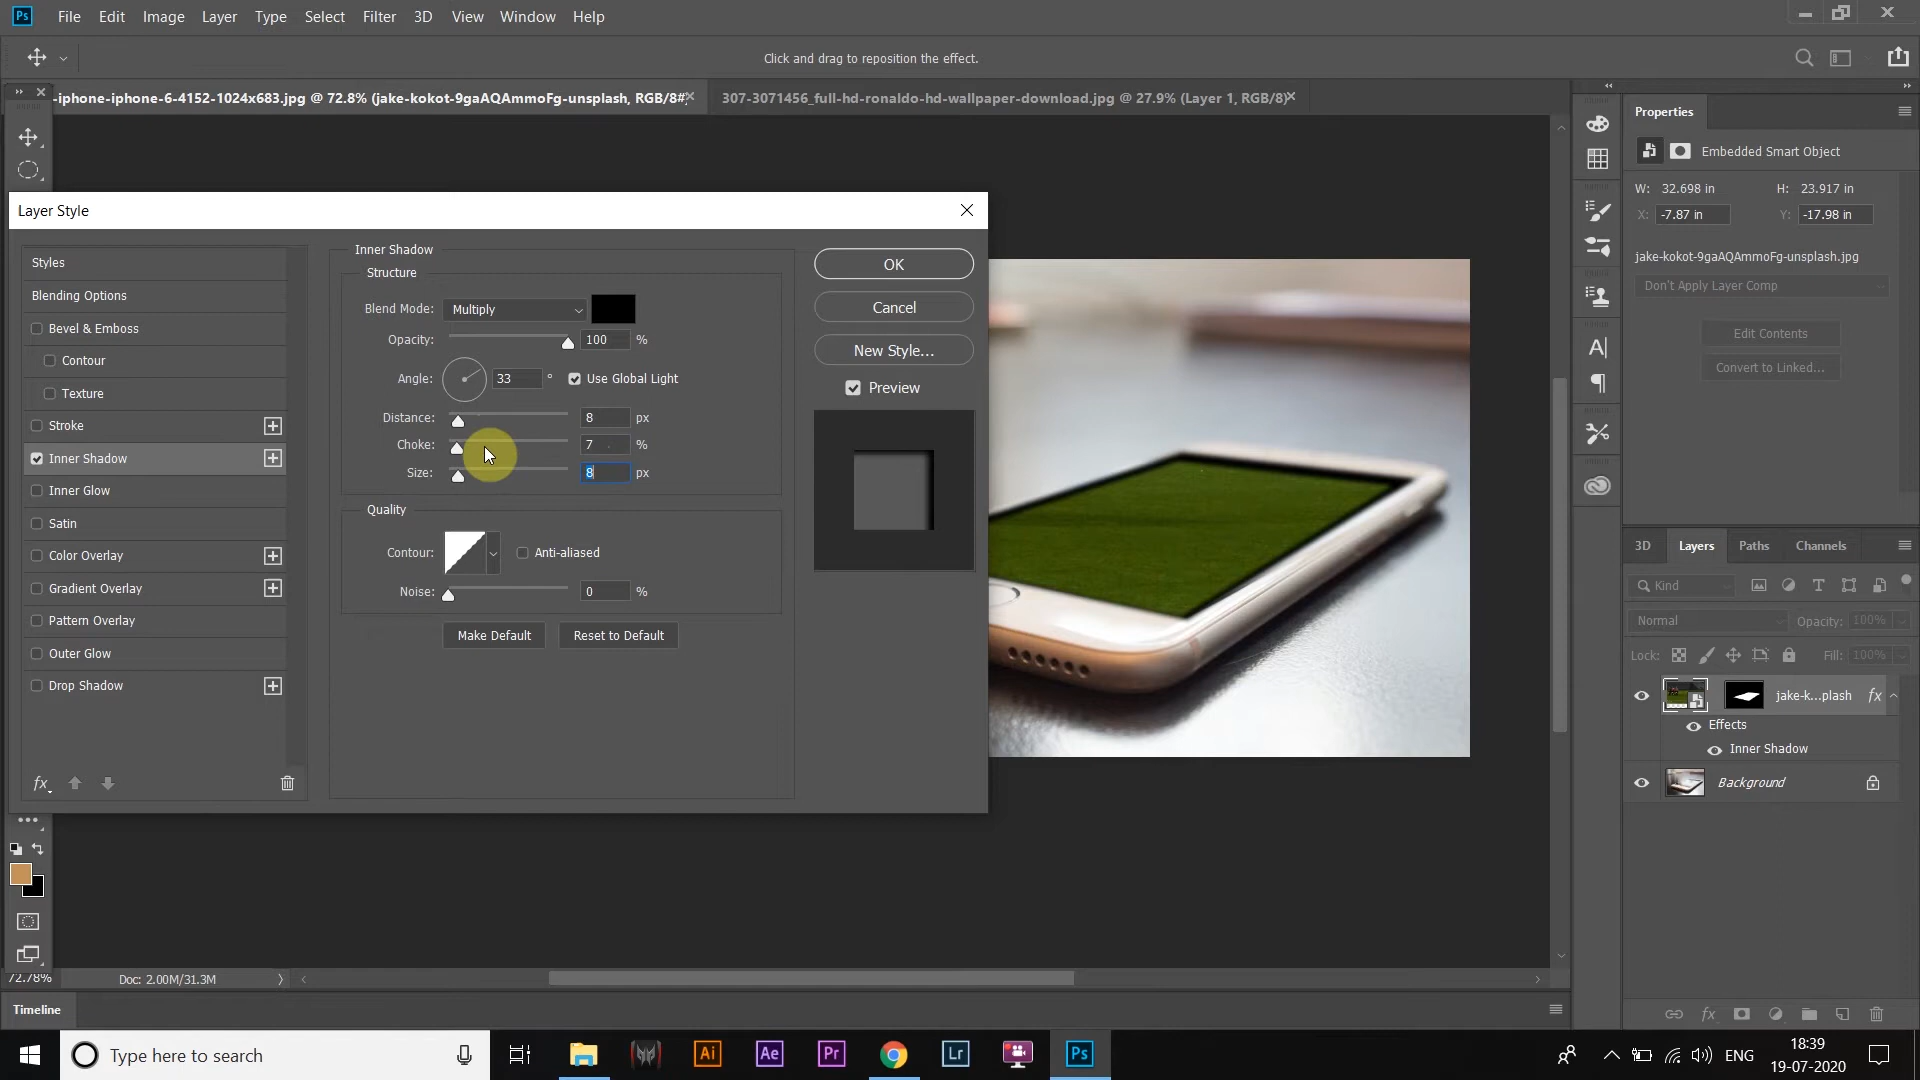 Ps File Edit Image Layer Type Select Filter 3D View Window Help
Click and drag to reposition the effect.
-iphone-iphone-6-4152-1024x683.jpg @ 72.8% (jake-kokot-9gaAQAmmoFg-unsplash, RGB/8#)
307-3071456_full-hd-ronaldo-hd-wallpaper-download.jpg @ 27.9% (Layer 1, RGB/8)
Layer Style
Styles
Blending Options
Bevel & Emboss
Contour
Texture
Stroke
Inner Shadow
Inner Glow
Satin
Color Overlay
Gradient Overlay
Pattern Overlay
Outer Glow
Drop Shadow
fx
Inner Shadow
Structure
Blend Mode: Multiply
Opacity: 100 %
Angle: 33 ° Use Global Light
Distance: 8 px
Choke: 7 %
Size: 8 px
Quality
Contour: Anti-aliased
Noise: 0 %
Make Default Reset to Default
OK
Cancel
New Style...
Preview
Properties
Embedded Smart Object
W: 32.698 in H: 23.917 in
X: -7.87 in Y: -17.98 in
jake-kokot-9gaAQAmmoFg-unsplash.jpg
Don't Apply Layer Comp
Edit Contents
Convert to Linked...
3D Layers Paths Channels
Kind
Normal Opacity: 100%
Lock: Fill: 100%
jake-k...plash fx
Effects
Inner Shadow
Background
fx
72.78% Doc: 2.00M/31.3M
Timeline
Type here to search
Ai Ae Pr Lr Ps
ENG
18:39
19-07-2020